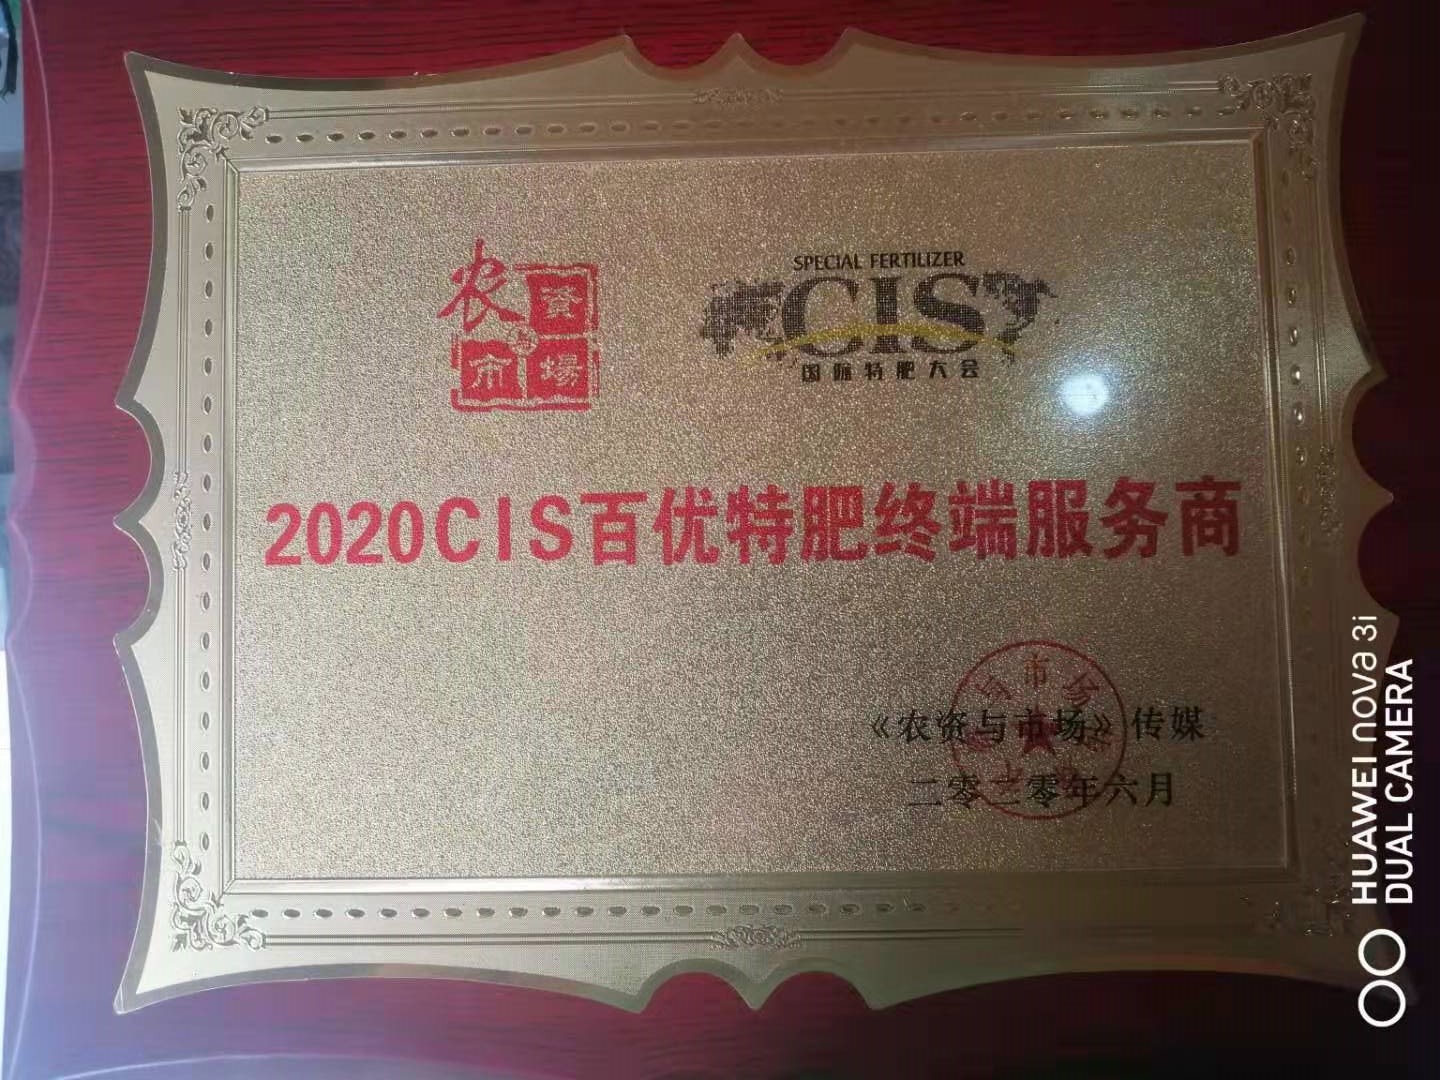 农资与市场
SPECIAL FERTILIZER
CIS
国际特肥大会
2020CIS百优特肥终端服务商
《农资与市场》传媒
二零二零年六月
HUAWEI nova 3i
DUAL CAMERA